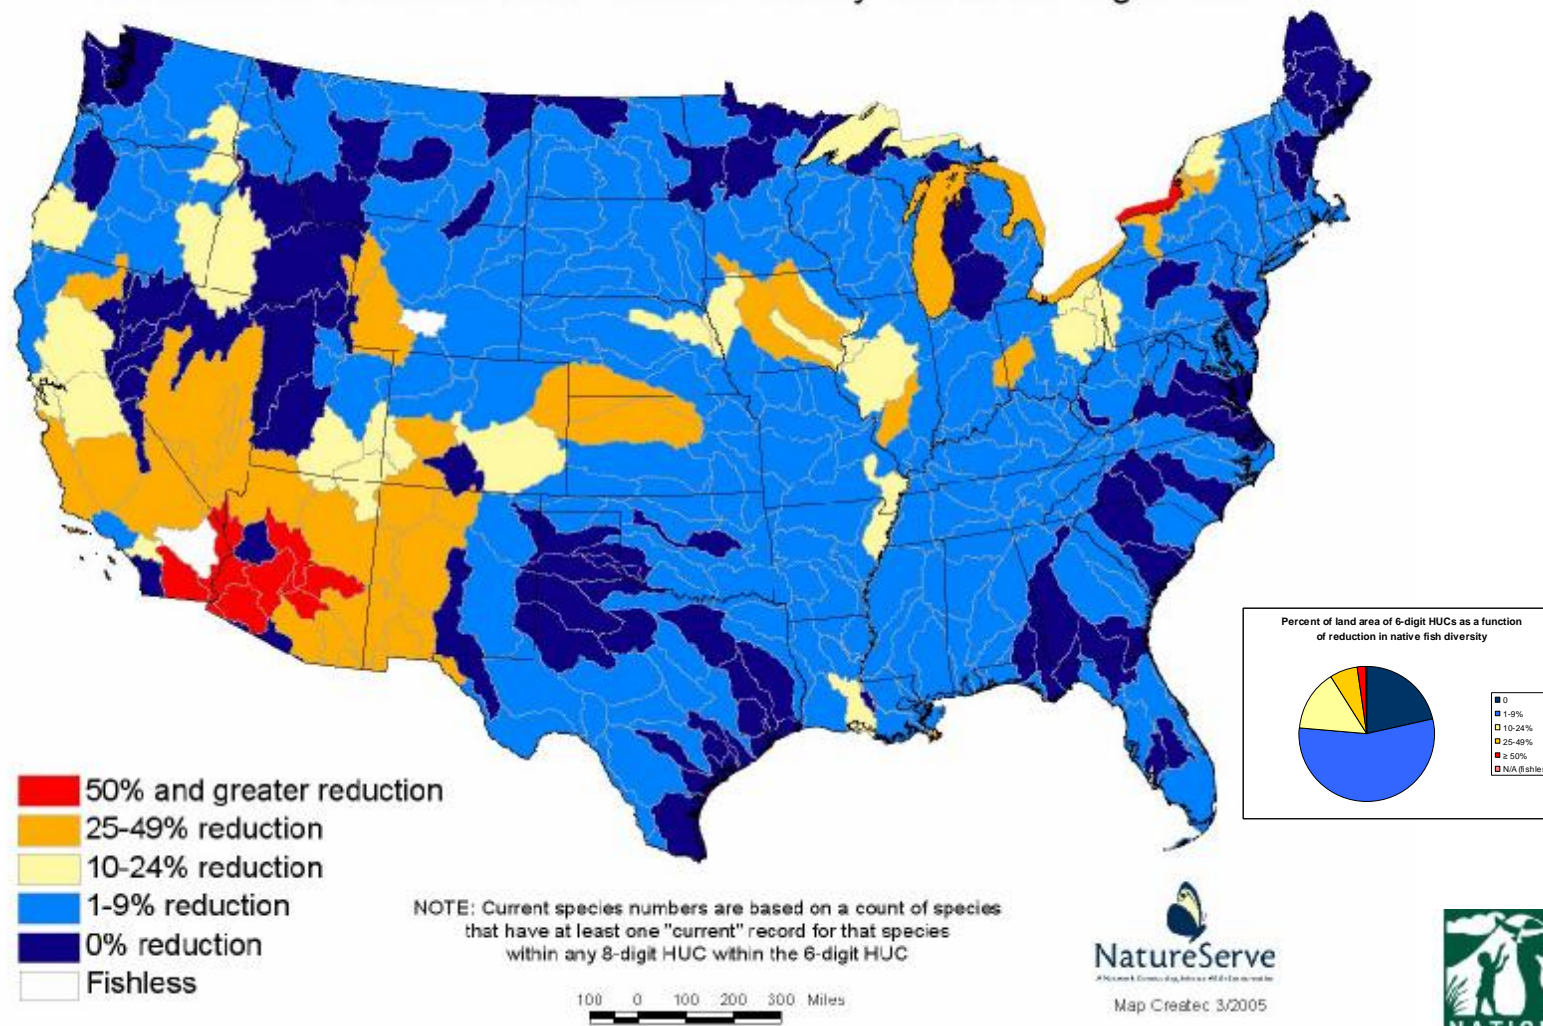 Percent of land area of 6-digit HUCs as a function
of reduction in native fish diversity
0
1-9%
10-24%
25-49%
≥ 50%
N/A (fishles
50% and greater reduction
25-49% reduction
10-24% reduction
1-9% reduction
0% reduction
Fishless
NOTE: Current species numbers are based on a count of species
that have at least one "current" record for that species
within any 8-digit HUC within the 6-digit HUC
100 0 100 200 300 Miles
NatureServe
Map Created 3/2005